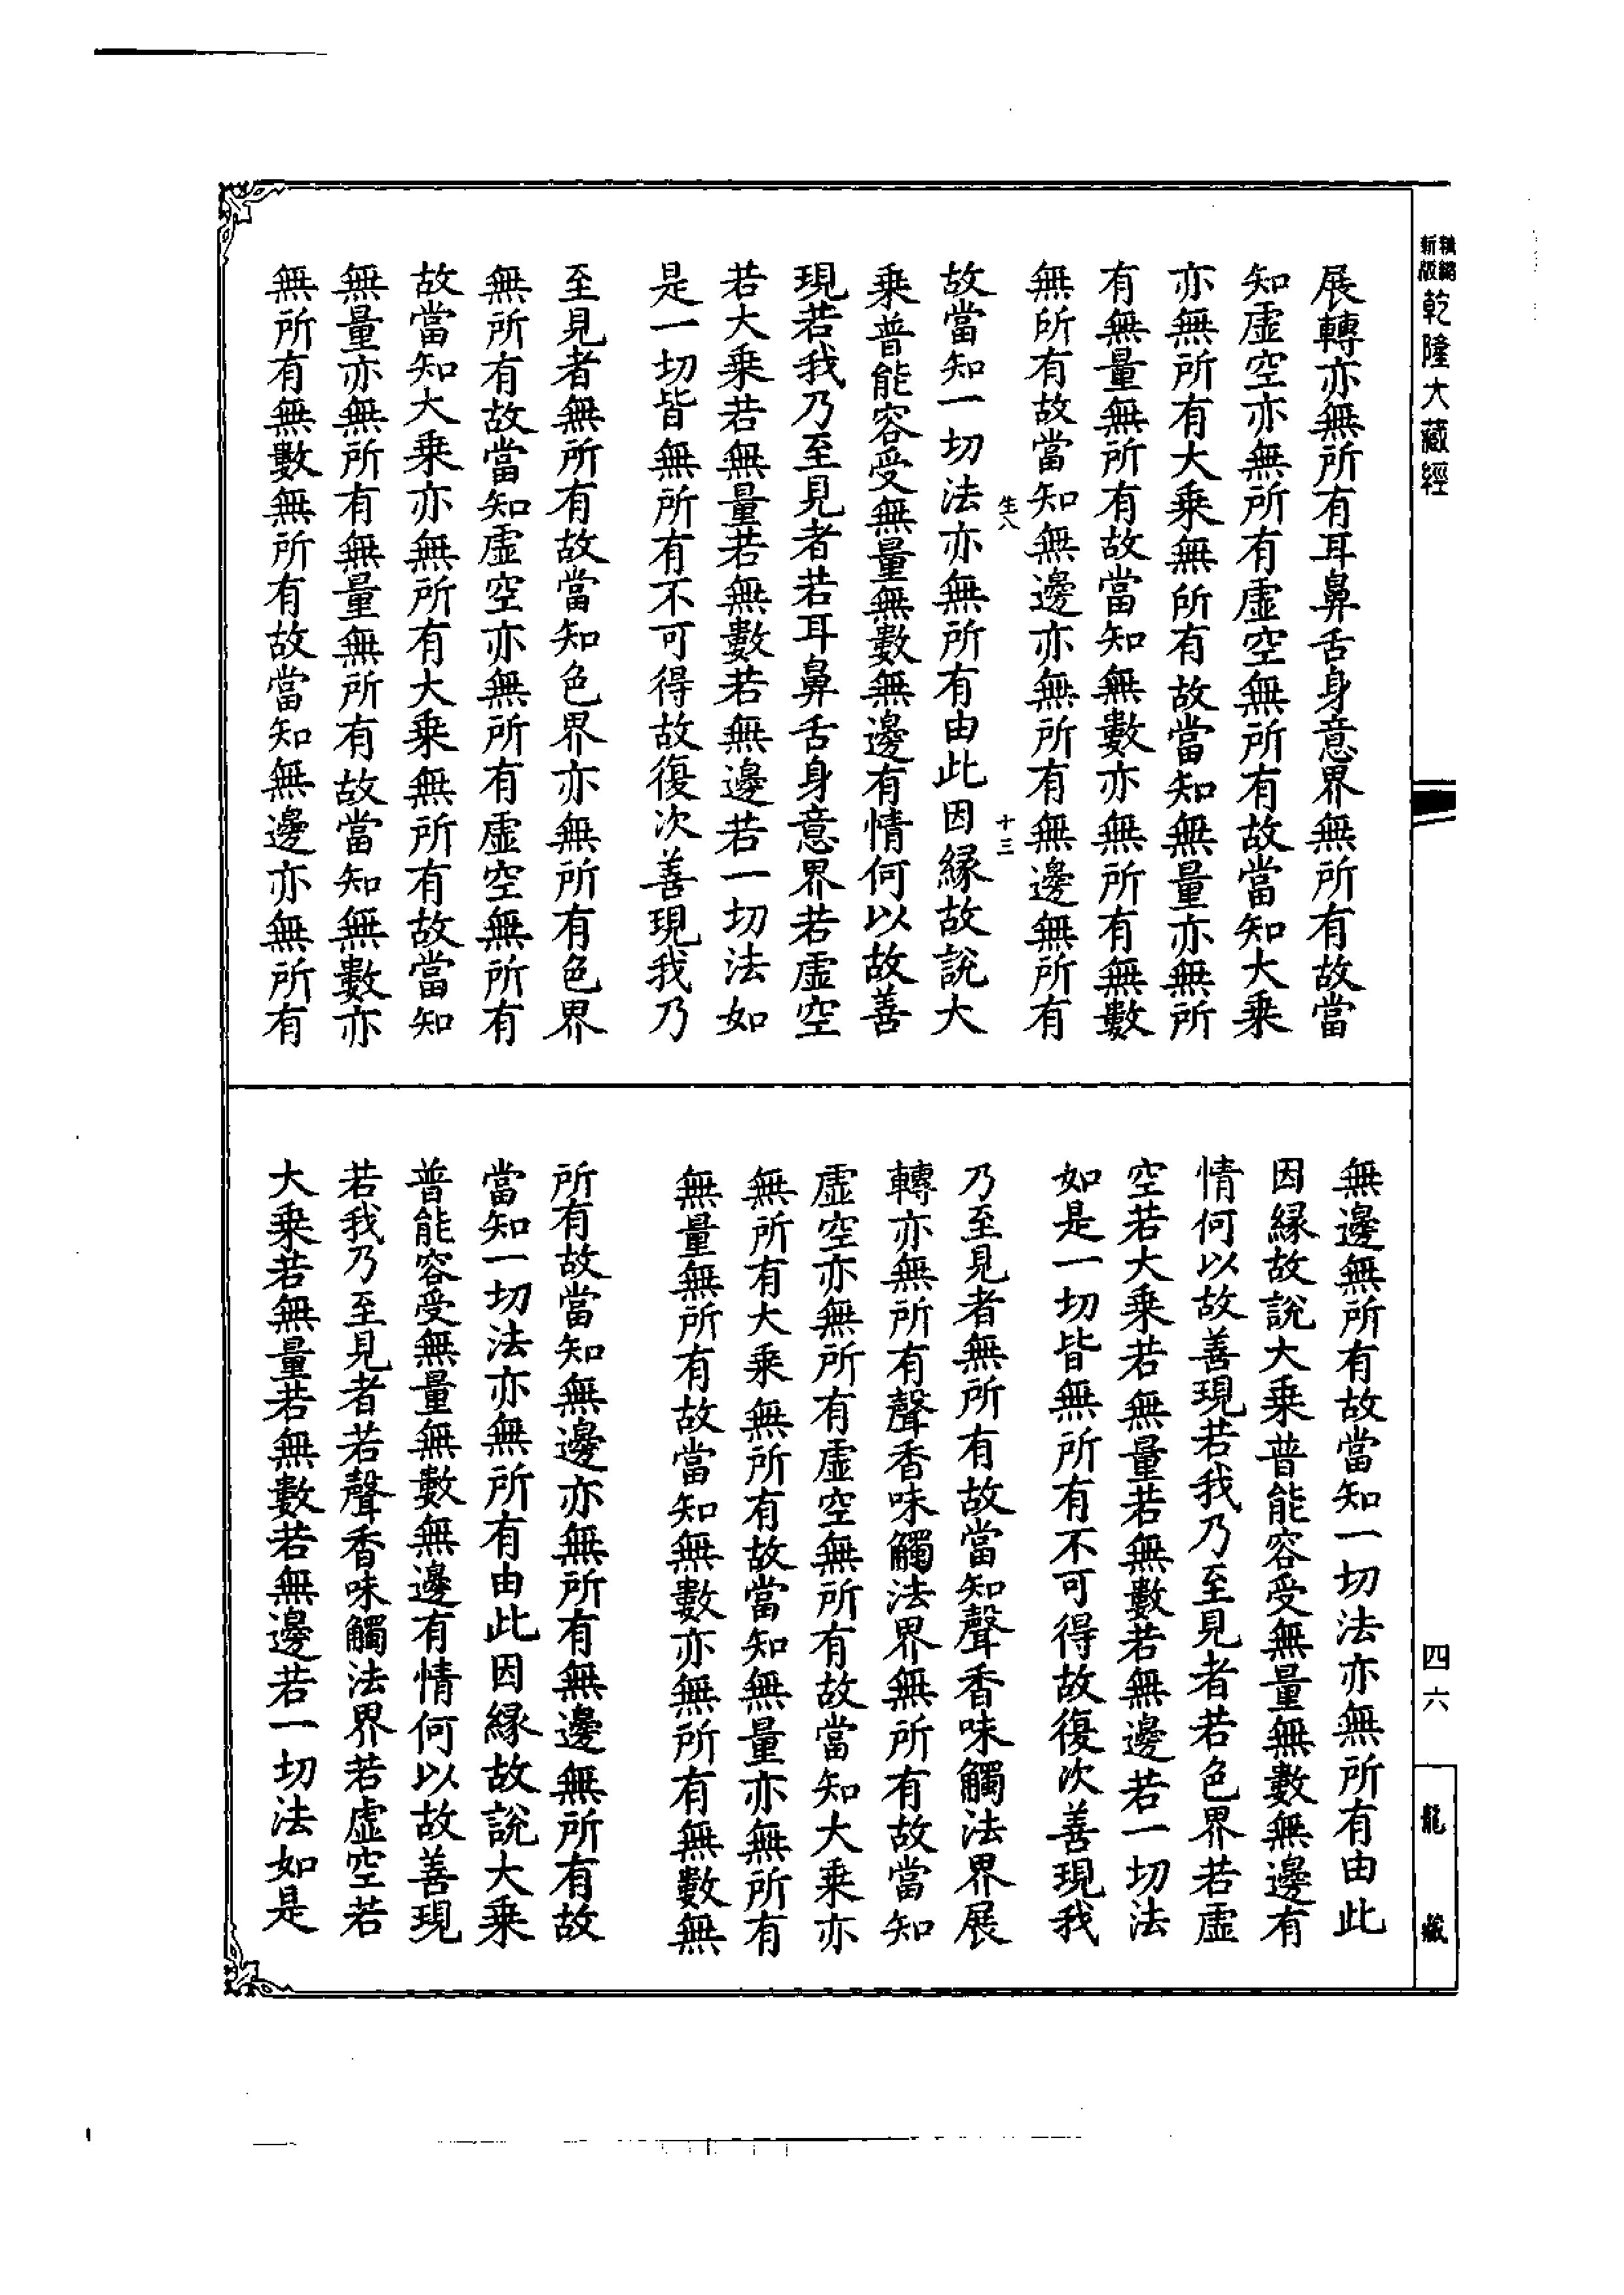 新版
乾隆大藏經
四六
龍藏
展轉亦無所有耳鼻舌身意界無所有故當
知虛空亦無所有虛空無所有故當知大乘
亦無所有大乘無所有故當知無量亦無所
有無量無所有故當知無數亦無所有無數
無所有故當知無邊亦無所有無邊無所有
生八
十三
故當知一切法亦無所有由此因緣故說大
乘普能容受無量無數無邊有情何以故善
現若我乃至見者若耳鼻舌身意界若虛空
若大乘若無量若無數若無邊若一切法如
是一切皆無所有不可得故復次善現我乃
至見者無所有故當知色界亦無所有色界
無所有故當知虛空亦無所有虛空無所有
故當知大乘亦無所有大乘無所有故當知
無量亦無所有無量無所有故當知無數亦
無所有無數無所有故當知無邊亦無所有
無邊無所有故當知一切法亦無所有由此
因緣故說大乘普能容受無量無數無邊有
情何以故善現若我乃至見者若色界若虛
空若大乘若無量若無數若無邊若一切法
如是一切皆無所有不可得故復次善現我
乃至見者無所有故當知聲香味觸法界展
轉亦無所有聲香味觸法界無所有故當知
虛空亦無所有虛空無所有故當知大乘亦
無所有大乘無所有故當知無量亦無所有
無量無所有故當知無數亦無所有無數無
所有故當知無邊亦無所有無邊無所有故
當知一切法亦無所有由此因緣故說大乘
普能容受無量無數無邊有情何以故善現
若我乃至見者若聲香味觸法界若虛空若
大乘若無量若無數若無邊若一切法如是